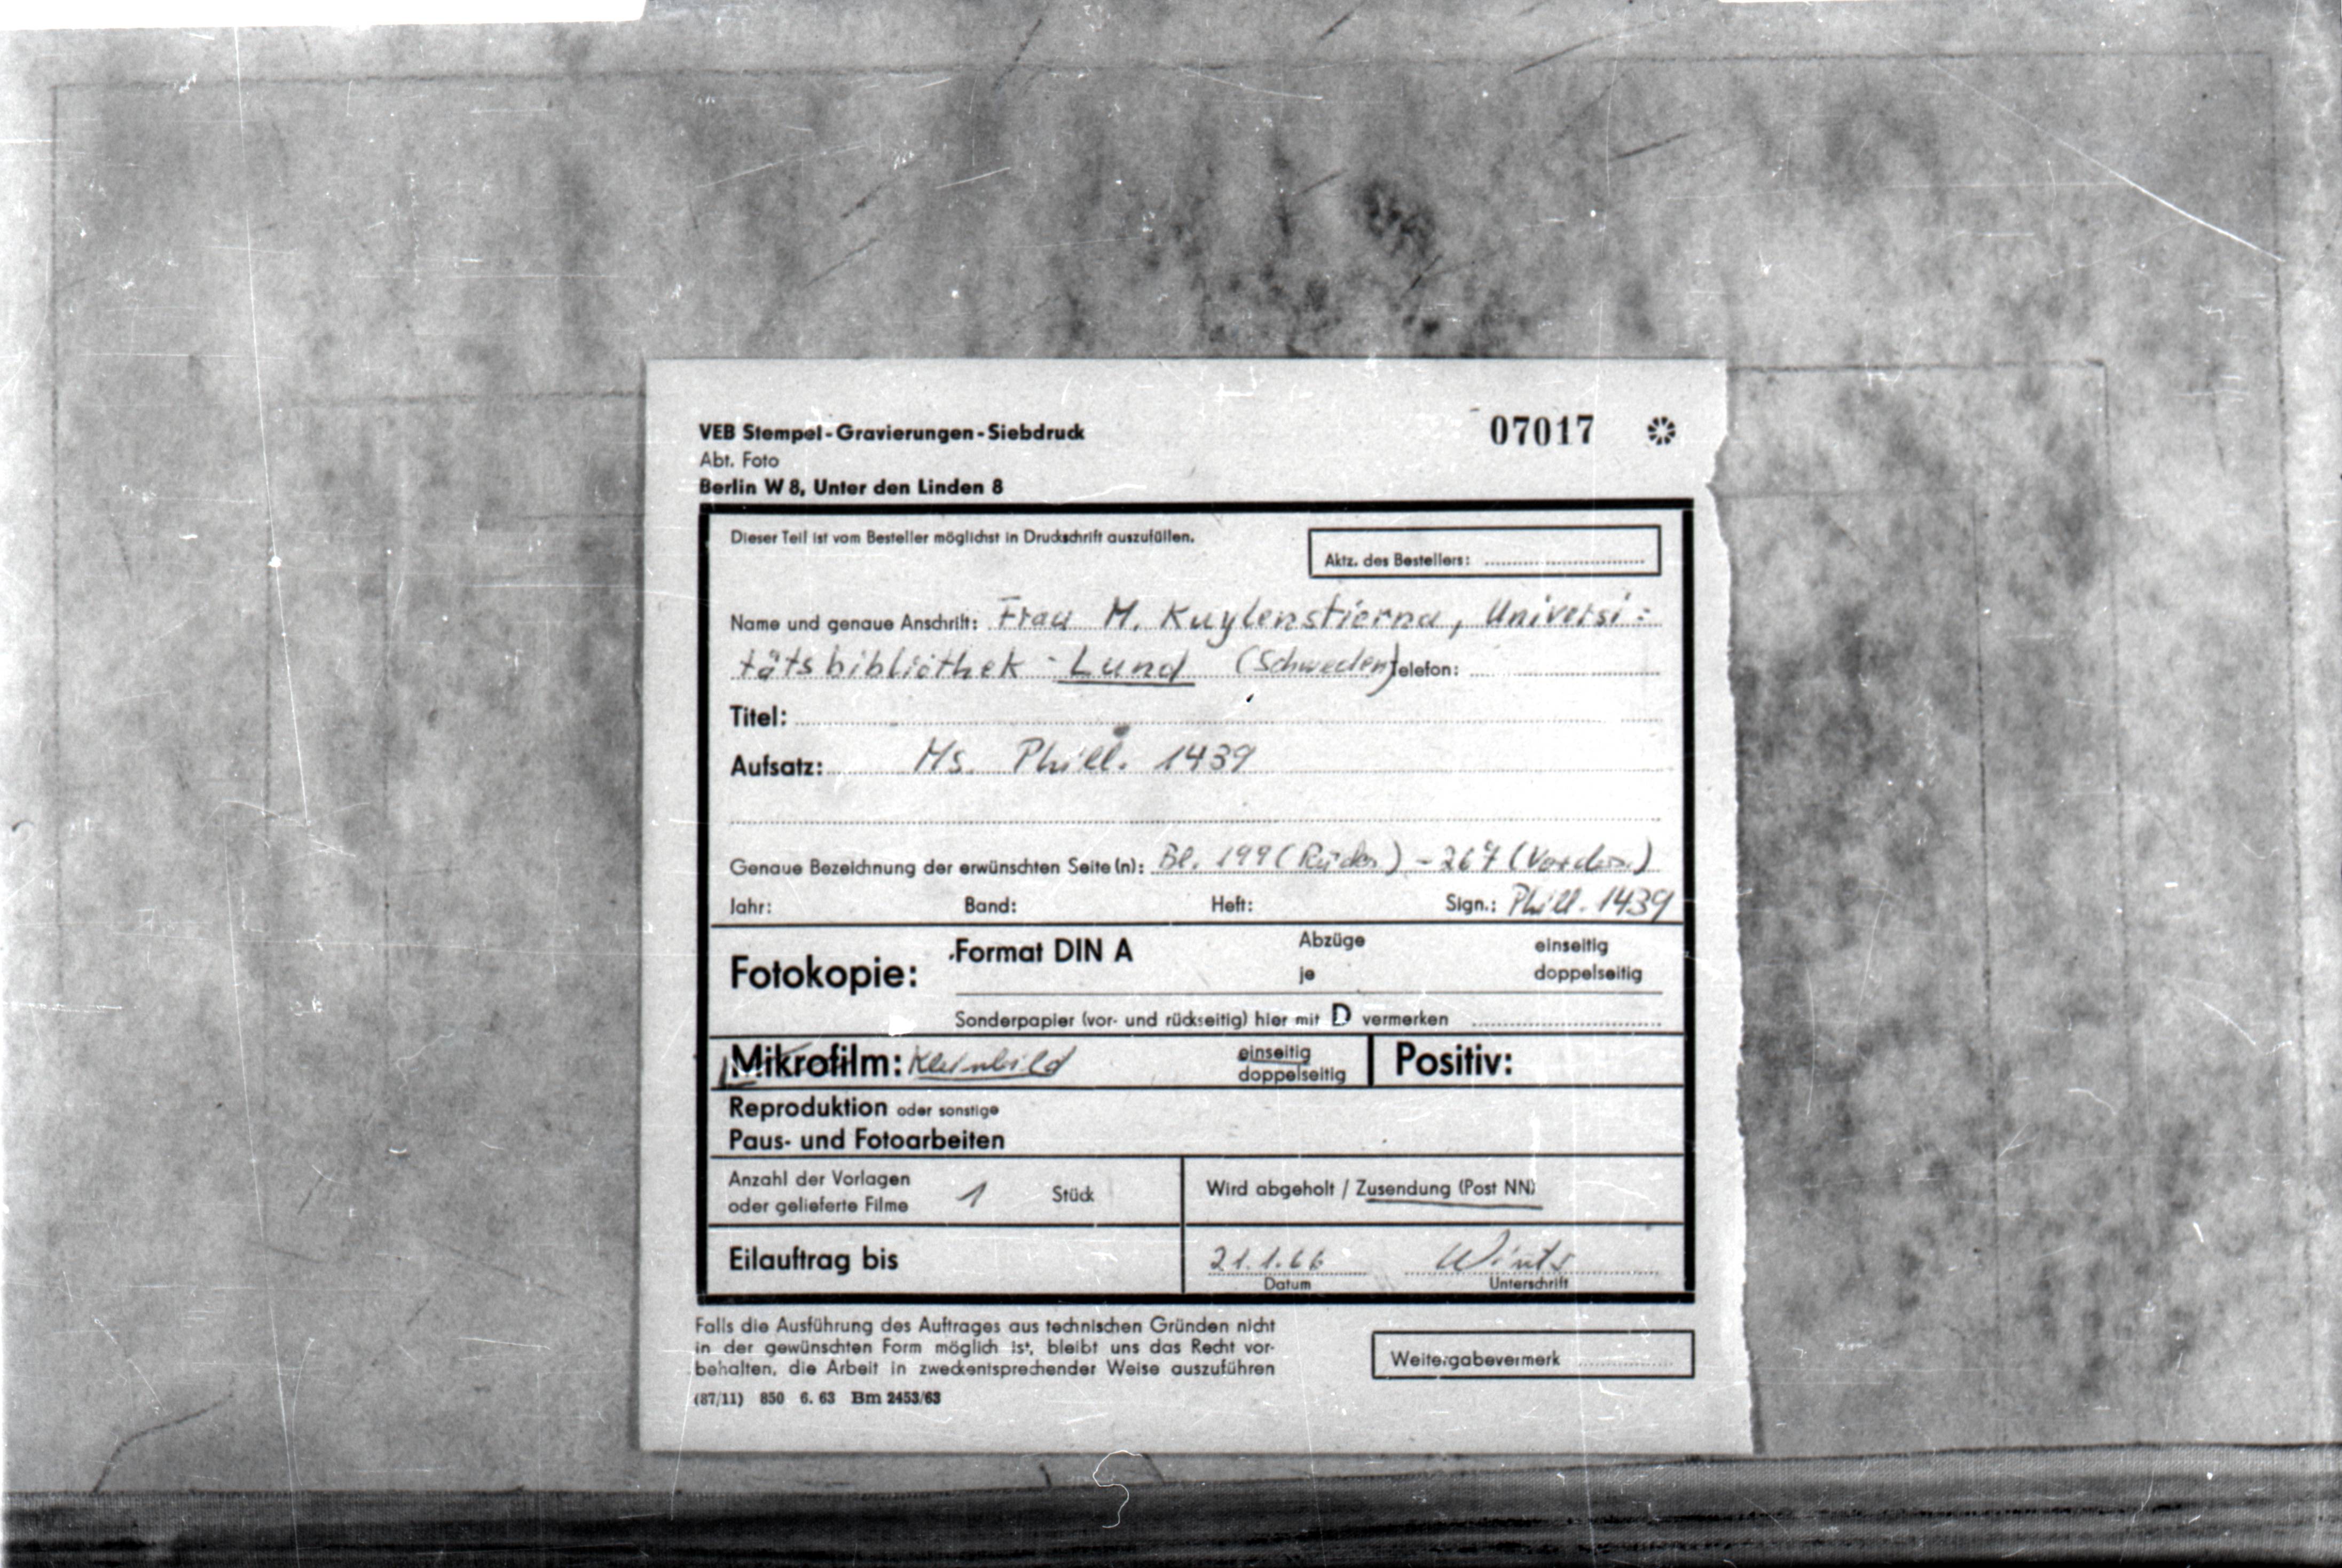 VEB Stempel-Gravierungen-Siebdruck
07017
Abt. Foto
Berlin W 8, Unter den Linden 8
Dieser Teil ist vom Besteller möglichst in Druckschrift auszufüllen.
Aktz. des Bestellers:
Name und genaue Anschrift: Frau M. Kuylenstierna, Universi=
tätsbibliothek - Lund (Schweden) Telefon:
Titel:
Aufsatz: Ms. Phill. 1439
Genaue Bezeichnung der erwünschten Seite(n): Bl. 199 (Rücks.) - 267 (Vorders.)
Jahr: Band: Heft: Sign.: Phill. 1439
Fotokopie: Format DIN A
Abzüge
je
einseitig
doppelseitig
Sonderpapier (vor- und rückseitig) hier mit D vermerken
Mikrofilm: Kleinbild
einseitig
doppelseitig
Positiv:
Reproduktion oder sonstige
Paus- und Fotoarbeiten
Anzahl der Vorlagen
oder gelieferte Filme 1 Stück
Wird abgeholt / Zusendung (Post NN)
Eilauftrag bis
21.1.66
Datum
Unterschrift
Falls die Ausführung des Auftrages aus technischen Gründen nicht
in der gewünschten Form möglich ist, bleibt uns das Recht vor-
behalten, die Arbeit in zweckentsprechender Weise auszuführen
Weitergabevermerk
(87/11) 850 6. 63 Bm 2453/63